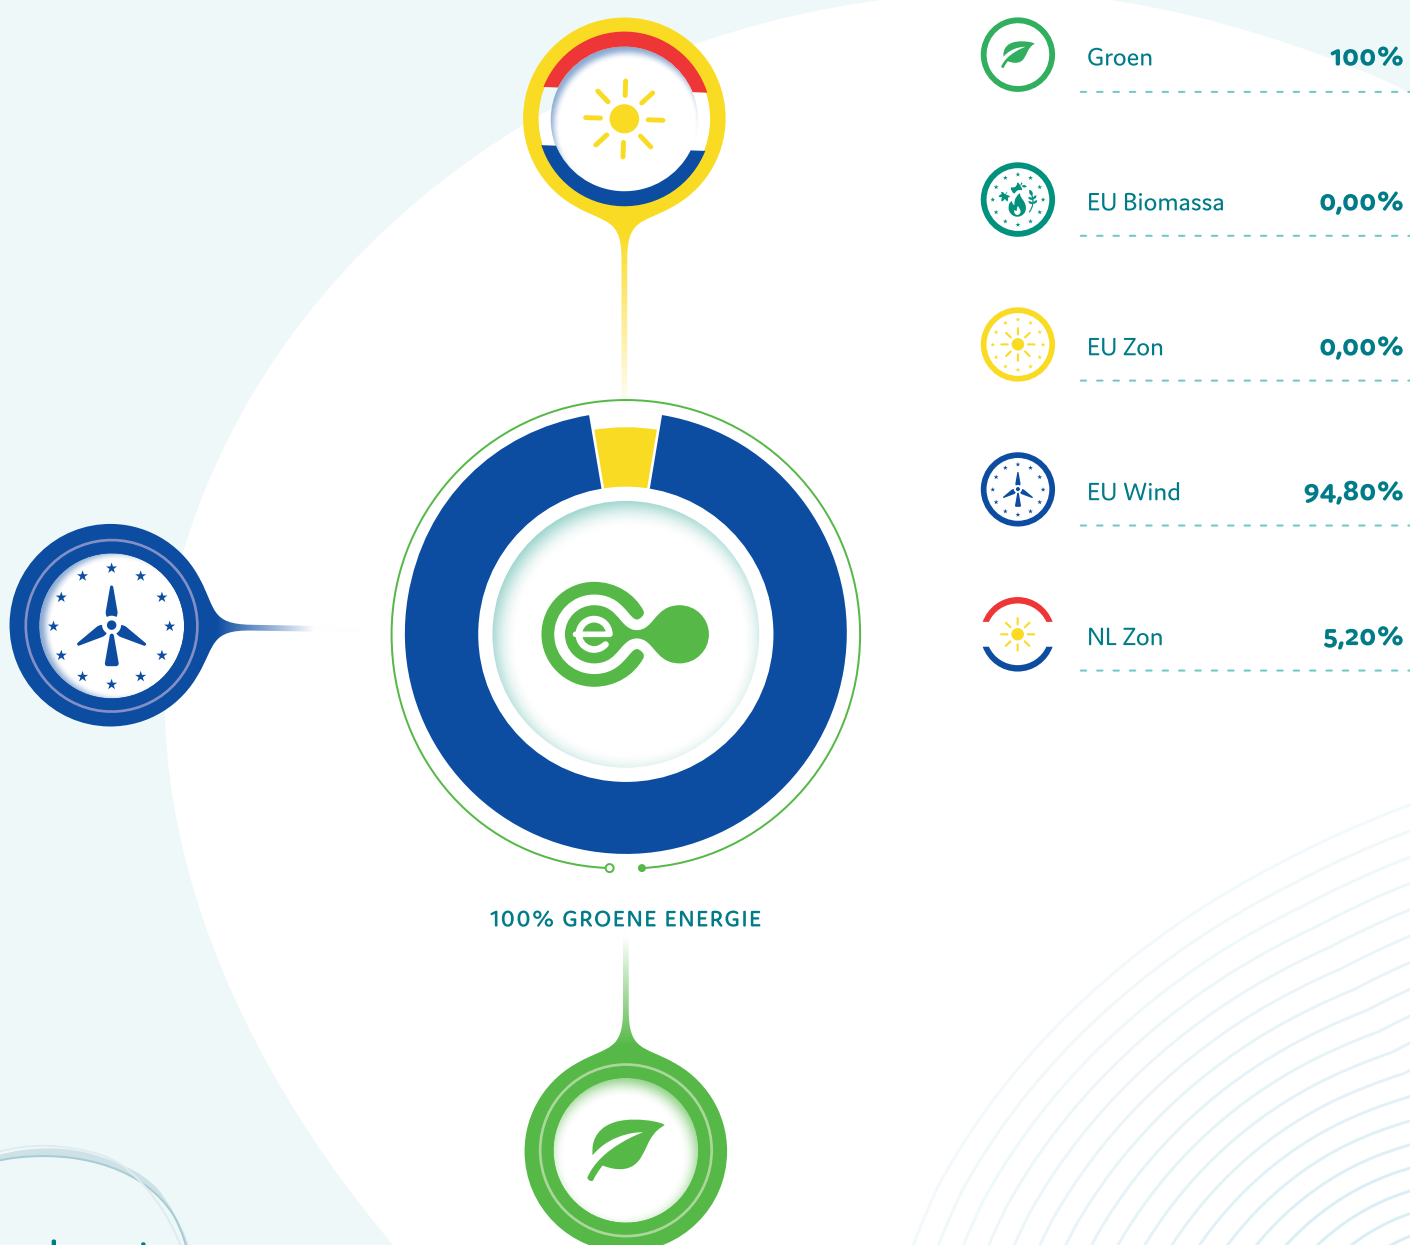 Groen 100%
EU Biomassa 0,00%
EU Zon 0,00%
EU Wind 94,80%
NL Zon 5,20%
e
100% GROENE ENERGIE